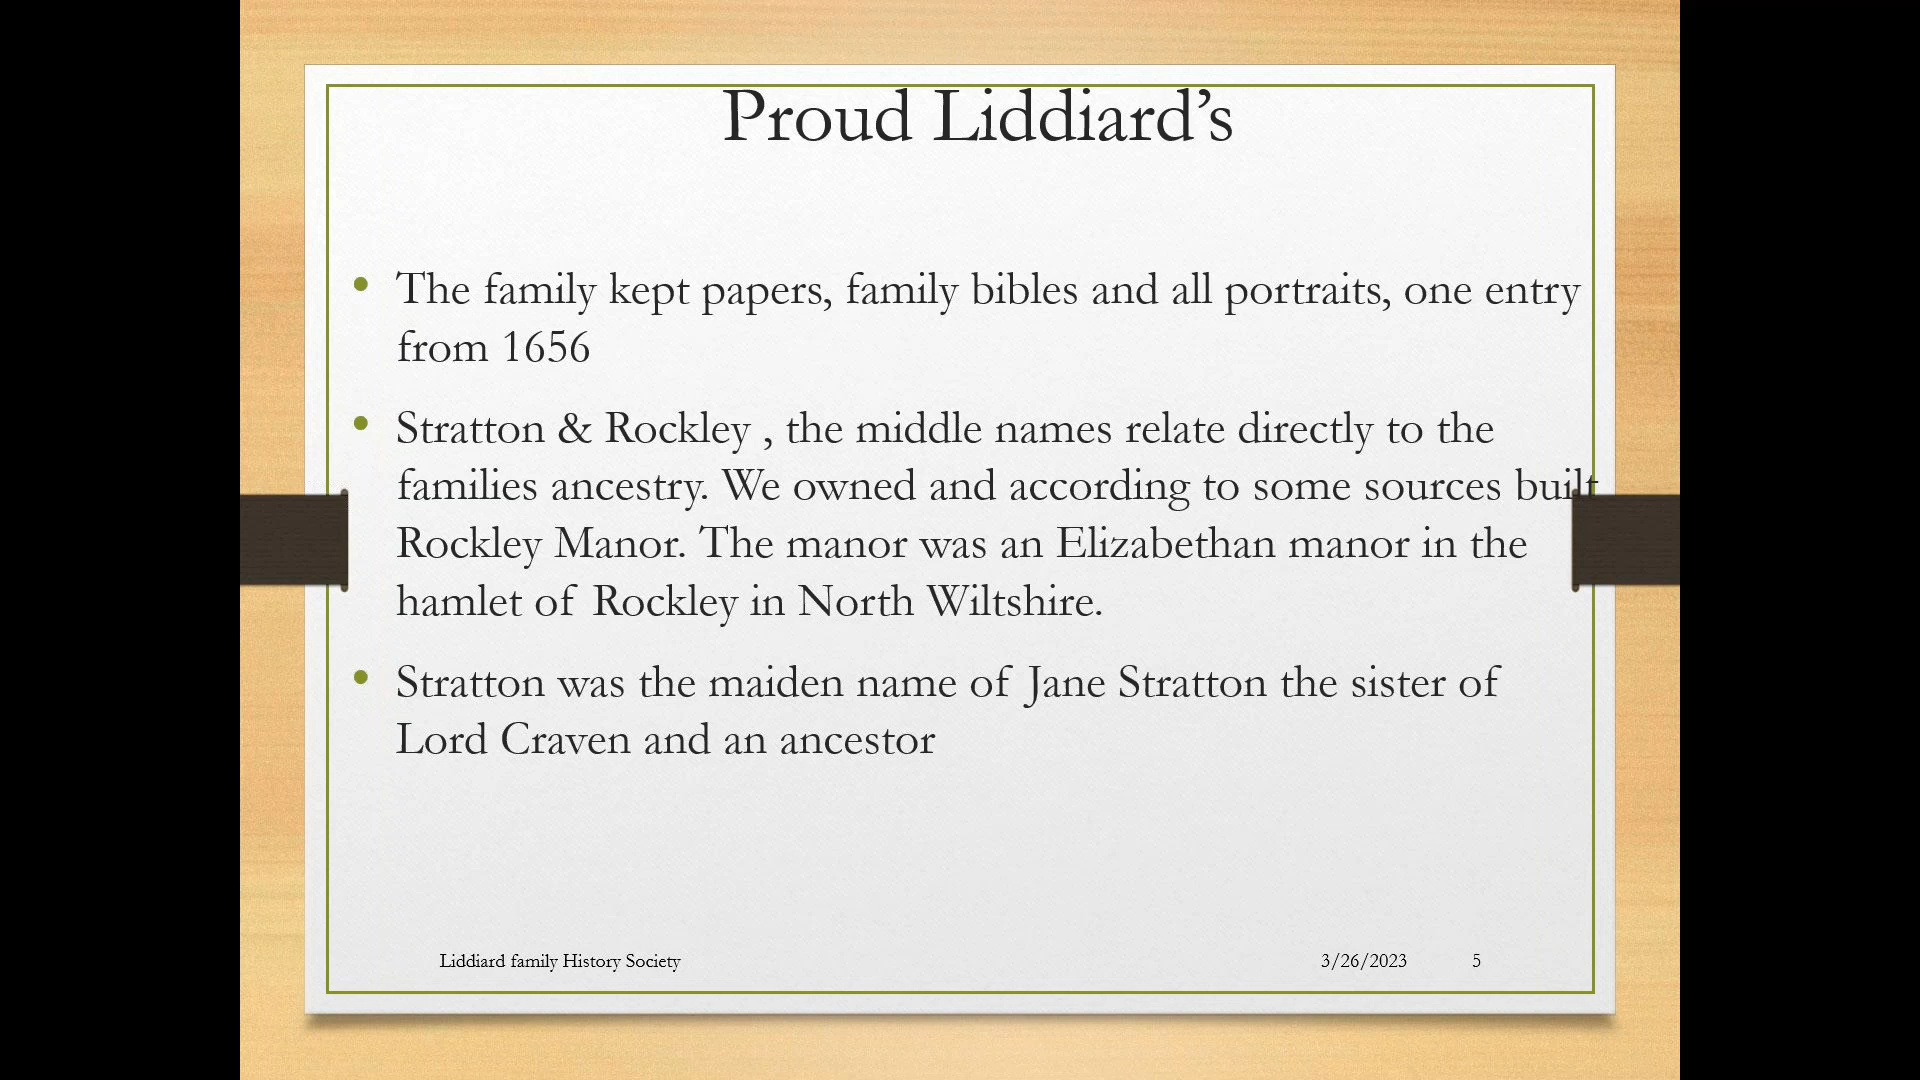 Proud Liddiard’s
• The family kept papers, family bibles and all portraits, one entry
from 1656
• Stratton & Rockley , the middle names relate directly to the
families ancestry. We owned and according to some sources built
Rockley Manor. The manor was an Elizabethan manor in the
hamlet of Rockley in North Wiltshire.
• Stratton was the maiden name of Jane Stratton the sister of
Lord Craven and an ancestor
Liddiard family History Society 3/26/2023 5